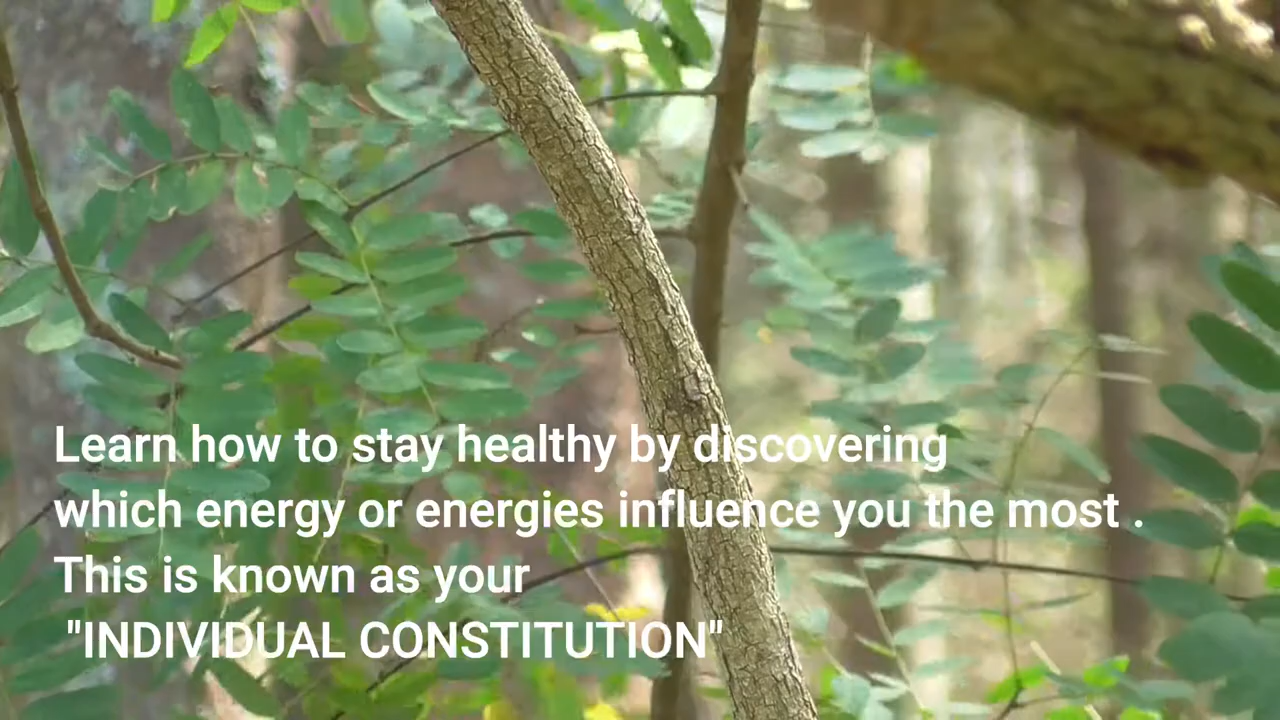 Learn how to stay healthy by discovering
which energy or energies influence you the most .
This is known as your
"INDIVIDUAL CONSTITUTION"